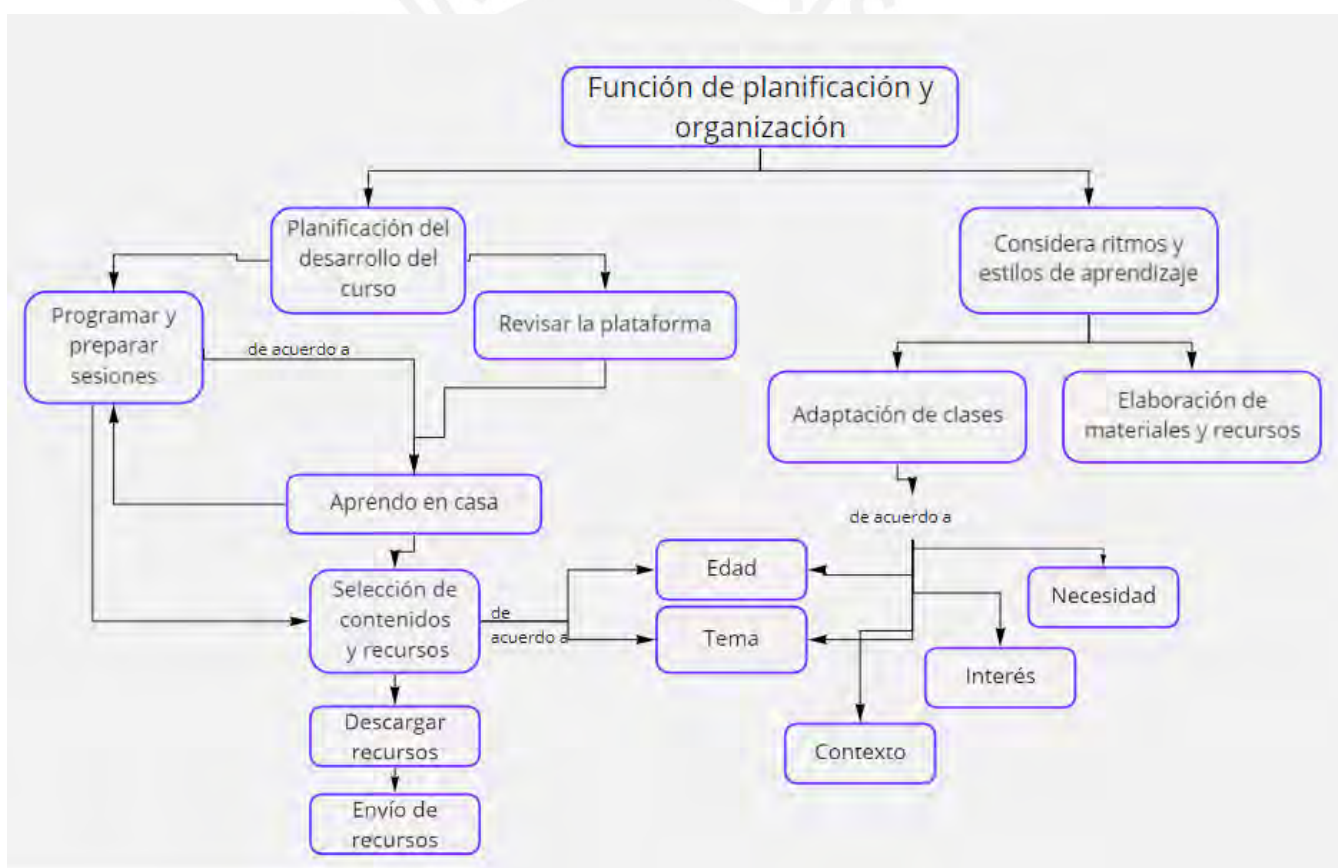 Función de planificación y
organización
Planificación del
desarrollo del
curso
Considera ritmos y
estilos de aprendizaje
Programar y
preparar
sesiones
Revisar la plataforma
de acuerdo a
Adaptación de clases
Elaboración de
materiales y recursos
Aprendo en casa
de acuerdo a
Selección de
contenidos
y recursos
de
acuerdo a
Edad
Tema
Necesidad
Interés
Contexto
Descargar
recursos
Envío de
recursos